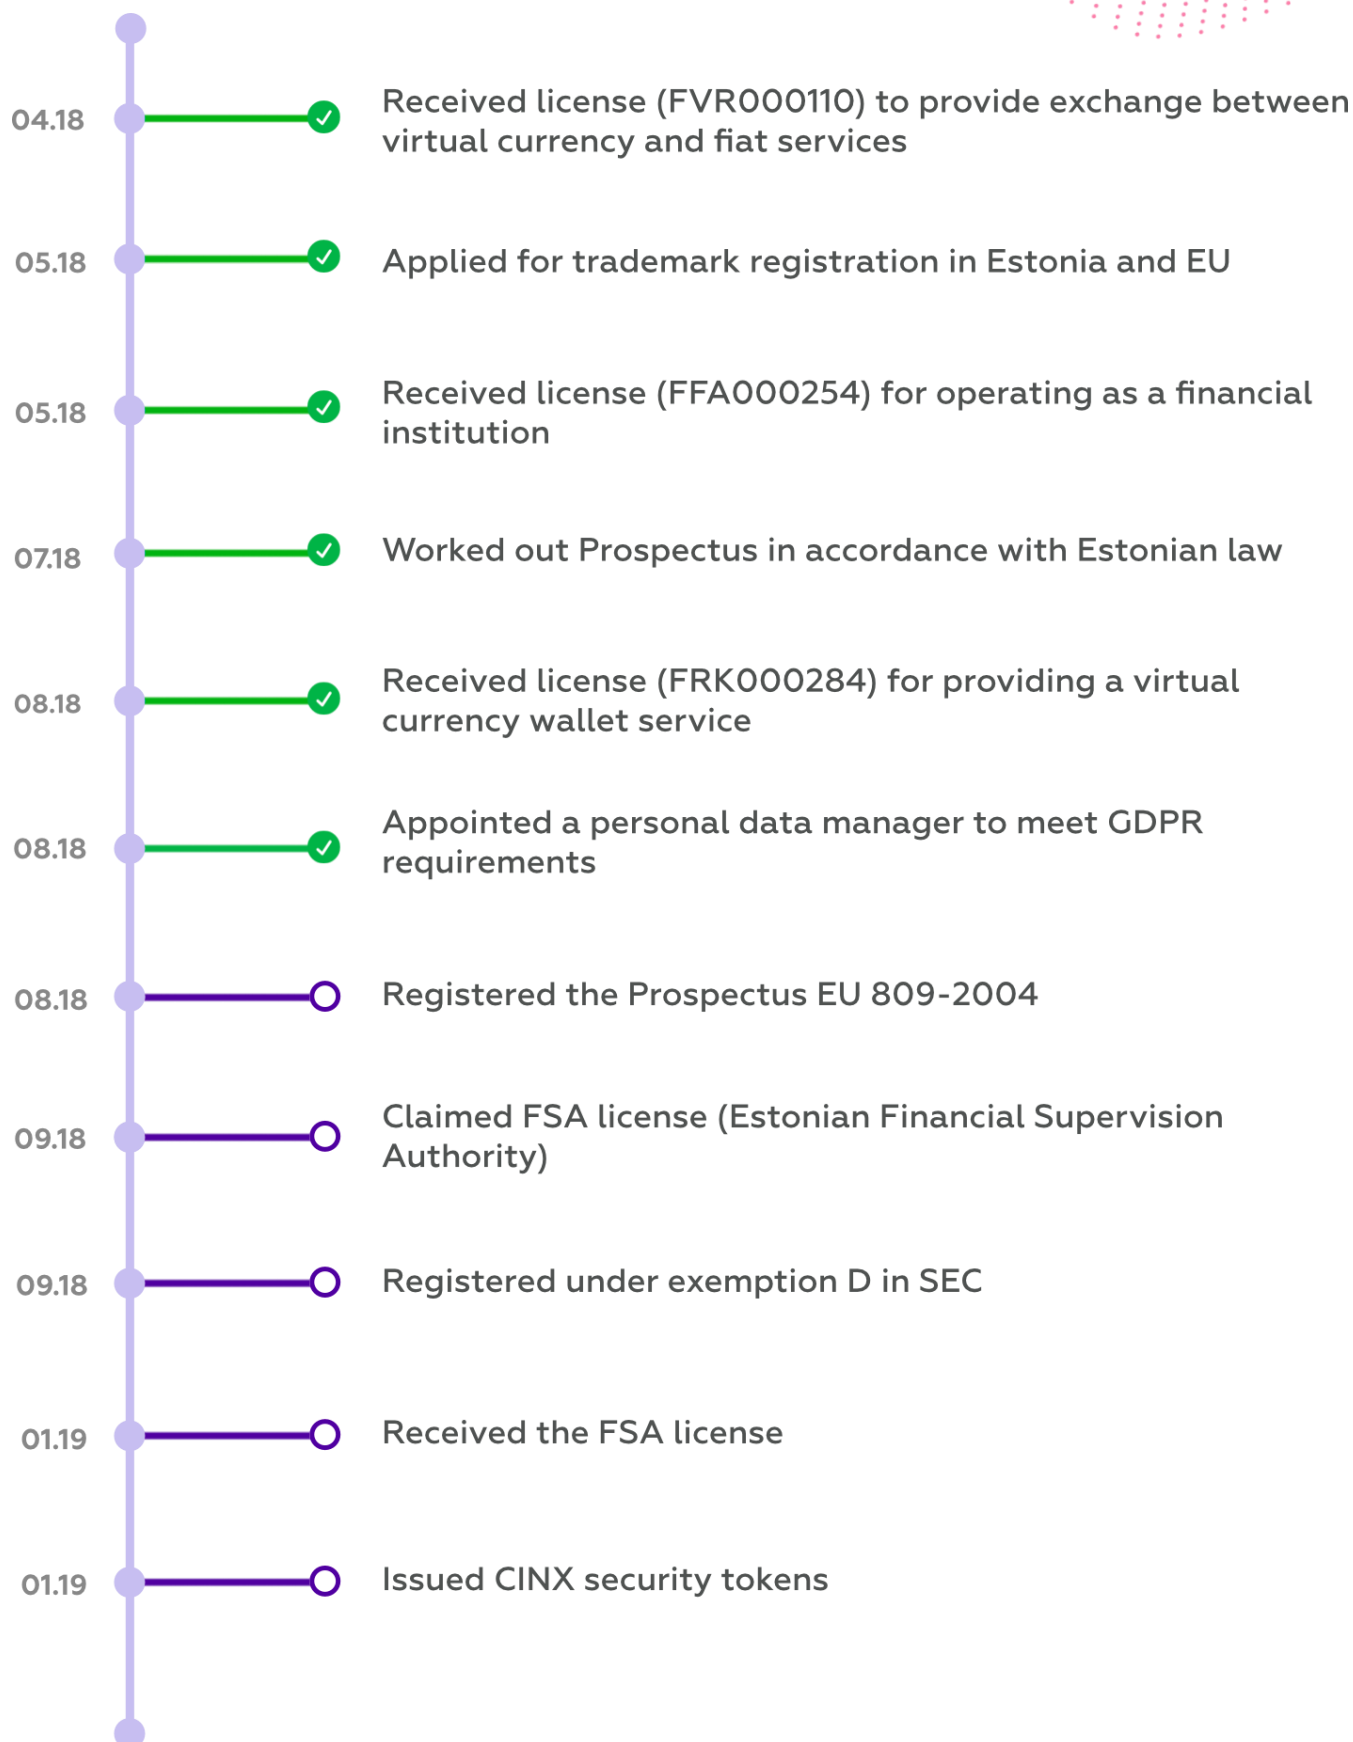 04.18
Received license (FVR000110) to provide exchange between
virtual currency and fiat services
05.18
Applied for trademark registration in Estonia and EU
05.18
Received license (FFA000254) for operating as a financial
institution
07.18
Worked out Prospectus in accordance with Estonian law
08.18
Received license (FRK000284) for providing a virtual
currency wallet service
08.18
Appointed a personal data manager to meet GDPR
requirements
08.18
Registered the Prospectus EU 809-2004
09.18
Claimed FSA license (Estonian Financial Supervision
Authority)
09.18
Registered under exemption D in SEC
01.19
Received the FSA license
01.19
Issued CINX security tokens